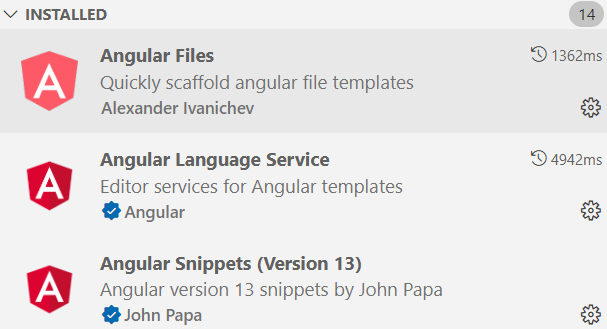 INSTALLED 14
Angular Files 1362ms
Quickly scaffold angular file templates
Alexander Ivanichev
Angular Language Service 4942ms
Editor services for Angular templates
Angular
Angular Snippets (Version 13)
Angular version 13 snippets by John Papa
John Papa